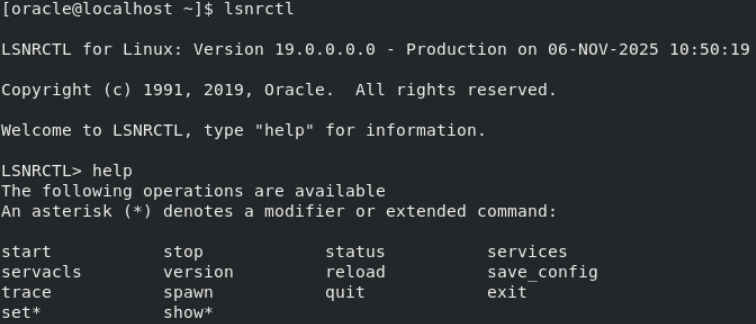 [oracle@localhost ~]$ lsnrctl
LSNRCTL for Linux: Version 19.0.0.0.0 - Production on 06-NOV-2025 10:50:19
Copyright (c) 1991, 2019, Oracle.  All rights reserved.
Welcome to LSNRCTL, type "help" for information.
LSNRCTL> help
The following operations are available
An asterisk (*) denotes a modifier or extended command:
start           stop            status          services
servacls        version         reload          save_config
trace           spawn           quit            exit
set*            show*